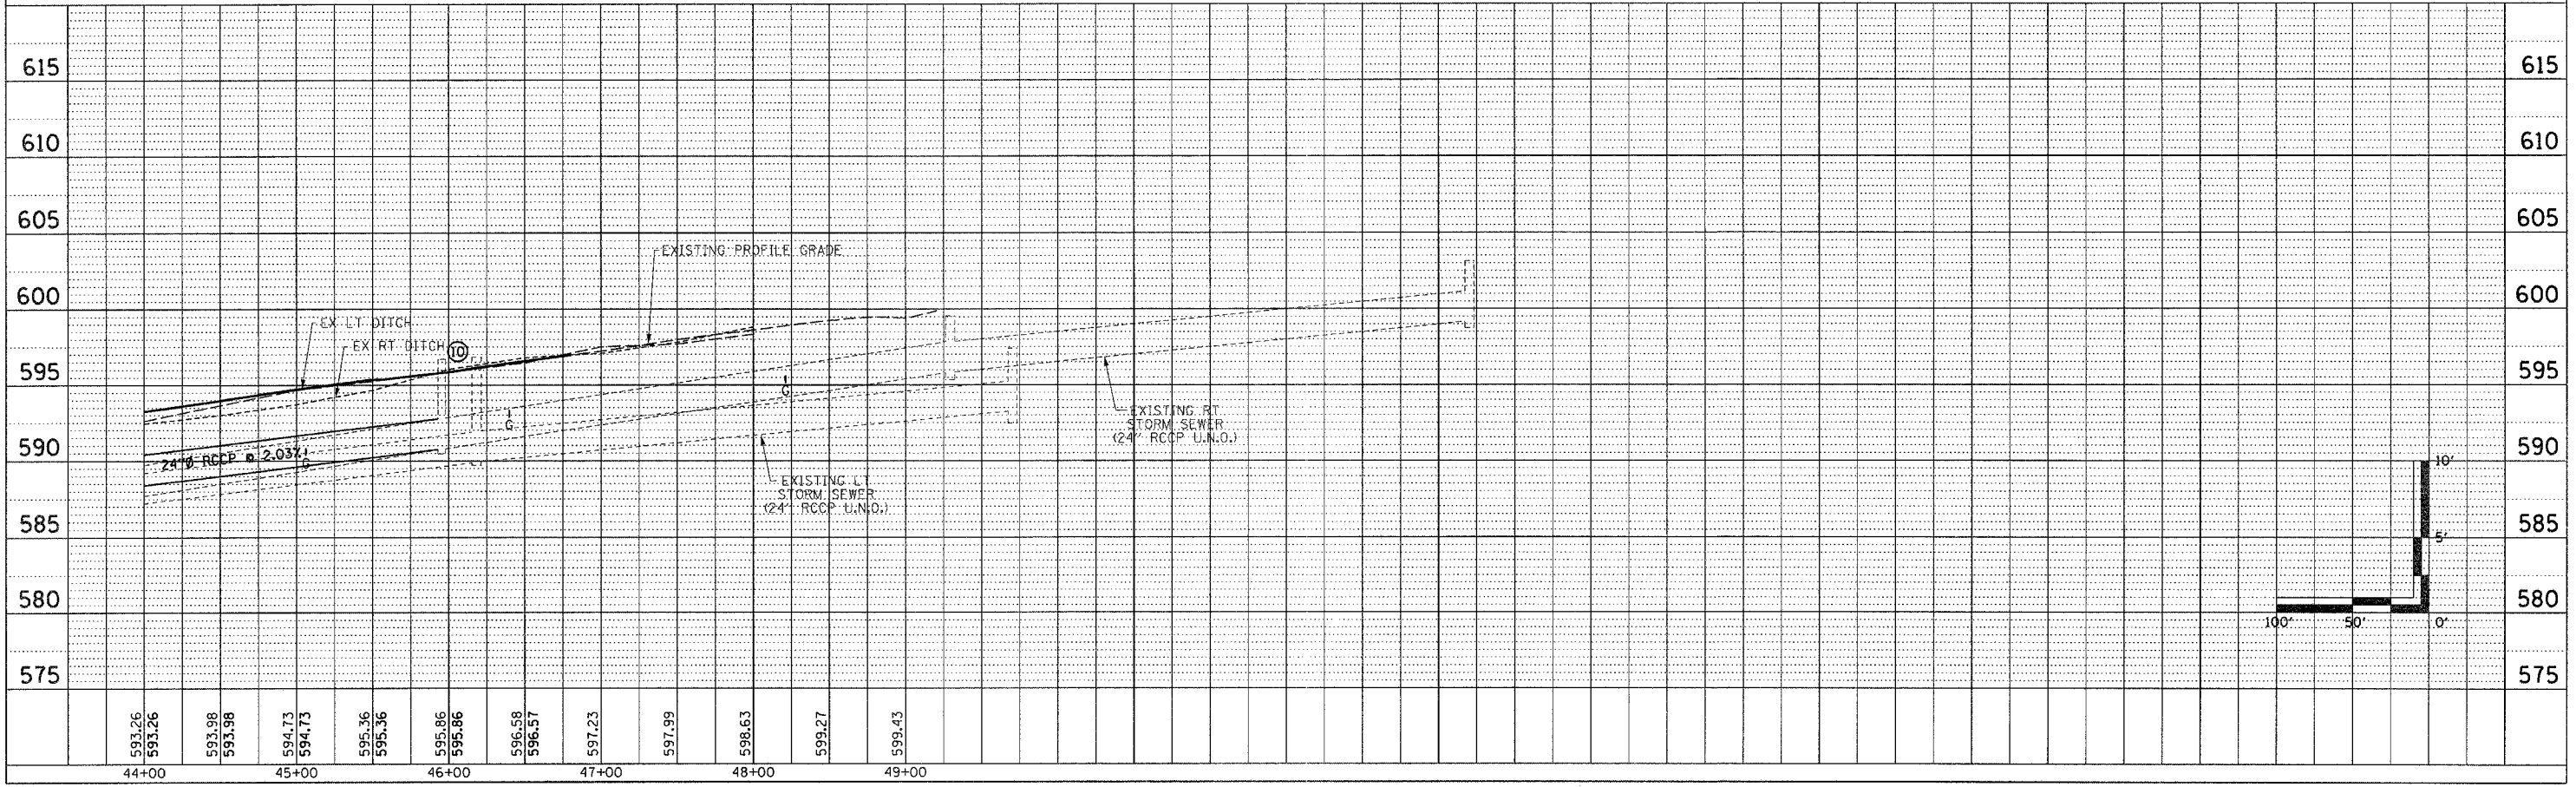 615 615
610 610
605 605
EXISTING PROFILE GRADE
600 600
EX LT DITCH
EX RT DITCH 10
595 595
G
G
EXISTING RT
STORM SEWER
(24" RCCP U.N.O.)
590 590
24"Ø RCCP @ 2.03%
G
10'
EXISTING LT
STORM SEWER
(24" RCCP U.N.O.)
585 585
5'
580 580
100' 50' 0'
575 575
593.26
593.26
593.98
593.98
594.73
594.73
595.36
595.36
595.86
595.86
596.58
596.57
597.23
597.99
598.63
599.27
599.43
44+00 45+00 46+00 47+00 48+00 49+00